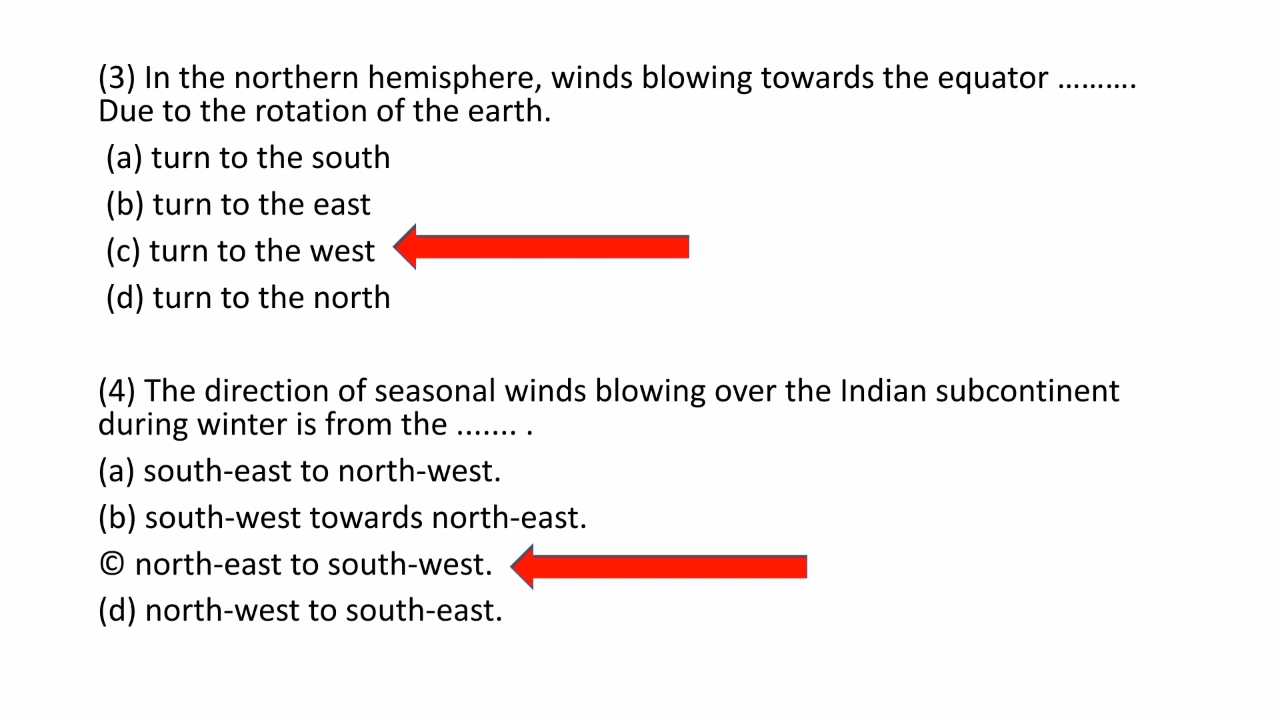 (3) In the northern hemisphere, winds blowing towards the equator ……….
Due to the rotation of the earth.
(a) turn to the south
(b) turn to the east
(c) turn to the west
(d) turn to the north
(4) The direction of seasonal winds blowing over the Indian subcontinent
during winter is from the ....... .
(a) south-east to north-west.
(b) south-west towards north-east.
© north-east to south-west.
(d) north-west to south-east.